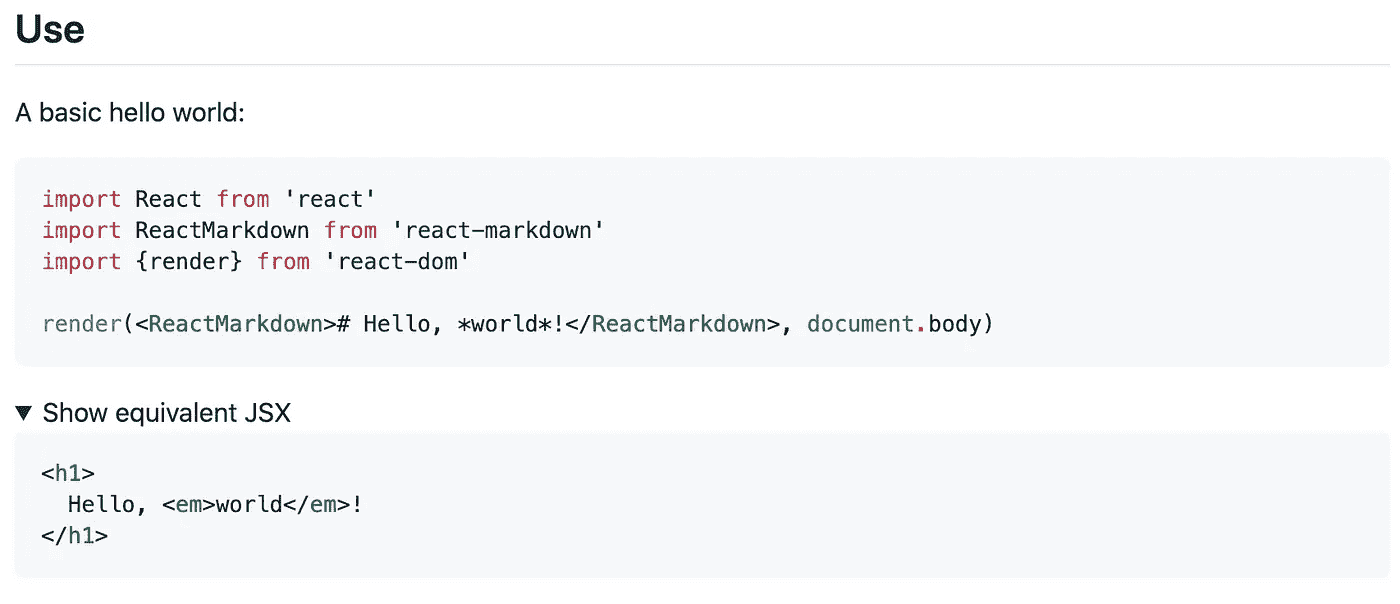 Use
A basic hello world:
import React from 'react'
import ReactMarkdown from 'react-markdown'
import {render} from 'react-dom'
render(<ReactMarkdown># Hello, *world*!</ReactMarkdown>, document.body)
▼ Show equivalent JSX
<h1>
  Hello, <em>world</em>!
</h1>